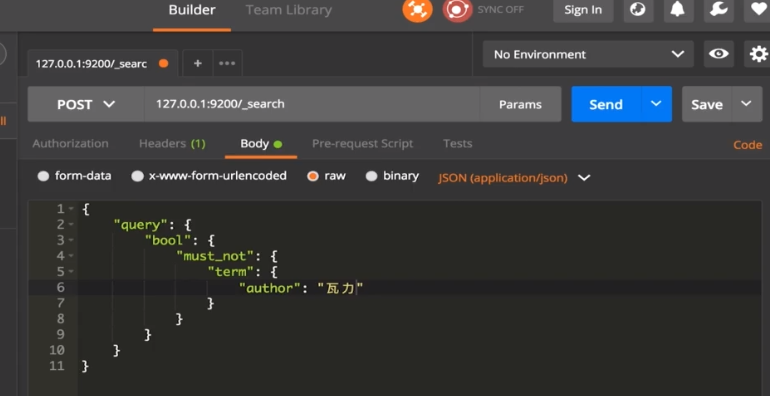 Builder Team Library SYNC OFF Sign In
127.0.0.1:9200/_searc + ••• No Environment
POST 127.0.0.1:9200/_search Params Send Save
Authorization Headers (1) Body Pre-request Script Tests Code
form-data x-www-form-urlencoded raw binary JSON (application/json)
1 {
2 "query": {
3 "bool": {
4 "must_not": {
5 "term": {
6 "author": "瓦力"
7 }
8 }
9 }
10 }
11 }